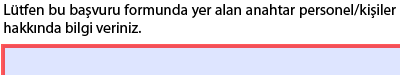 Lütfen bu başvuru formunda yer alan anahtar personel/kişiler
hakkında bilgi veriniz.